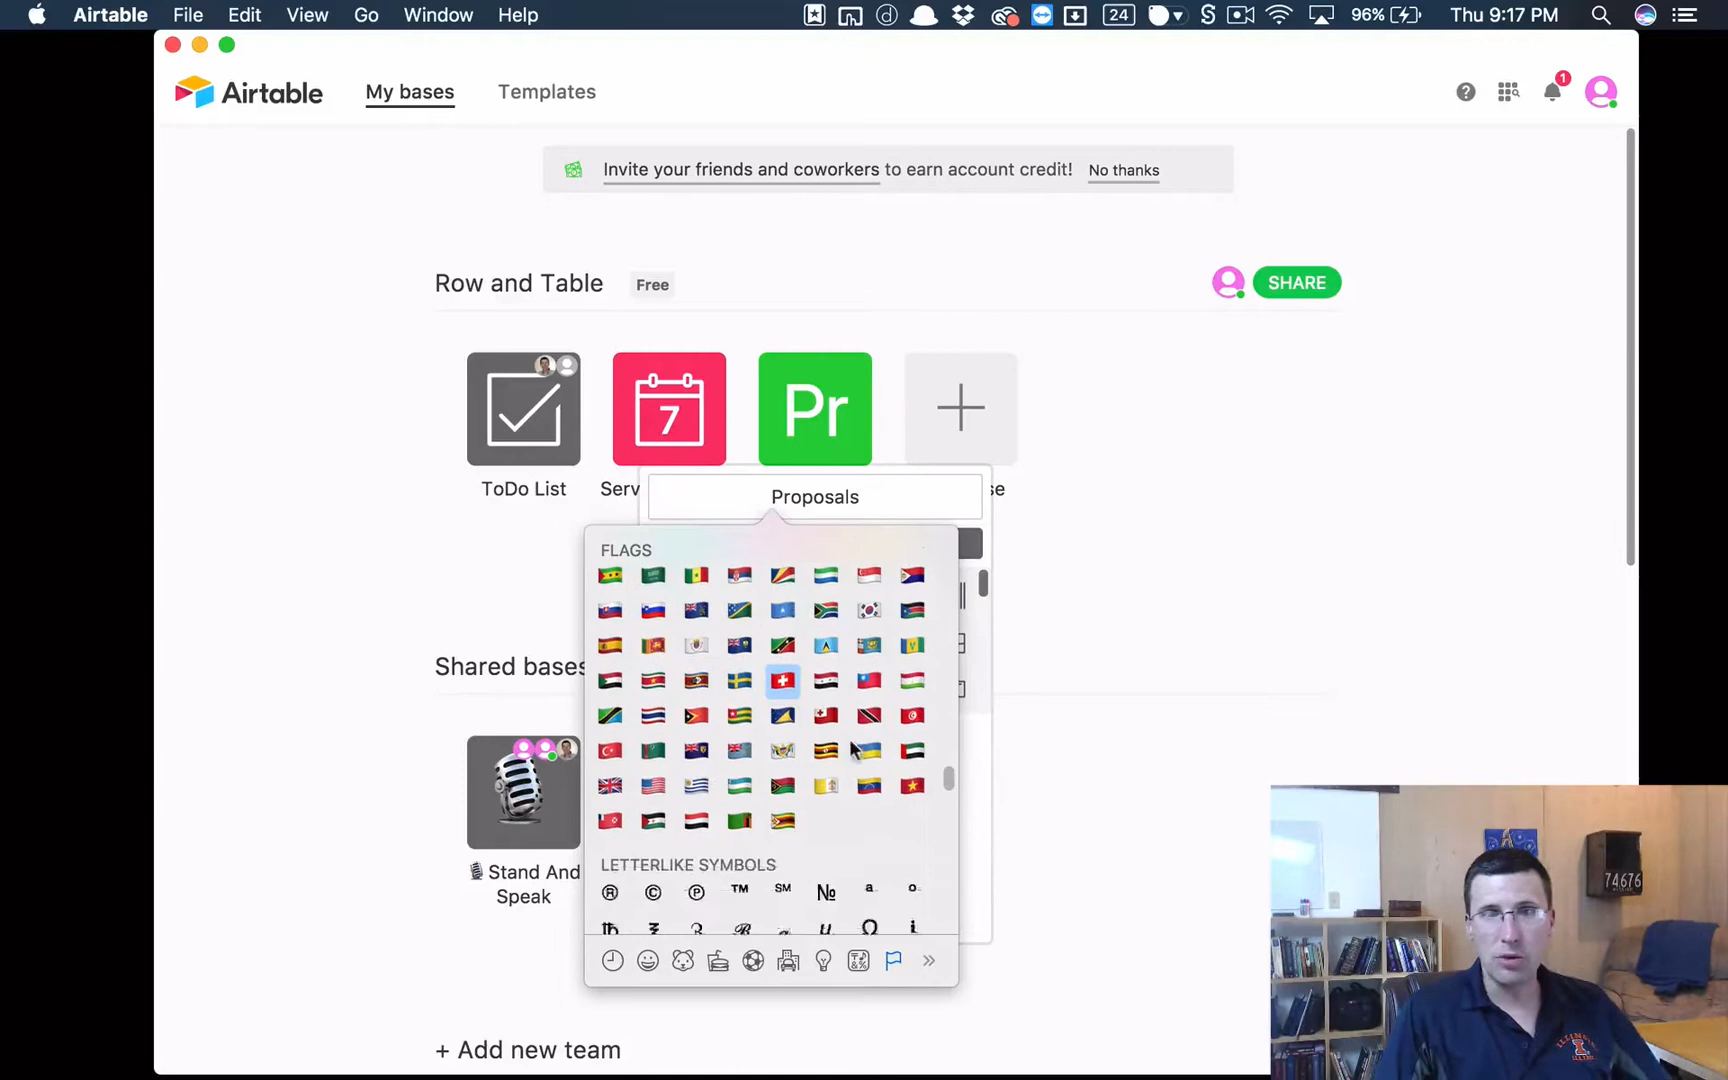 Airtable File Edit View Go Window Help 24 96% Thu 9:17 PM
Airtable My bases Templates 1
Invite your friends and coworkers to earn account credit! No thanks
Row and Table Free SHARE
7 Pr
ToDo List Serv se
Proposals
FLAGS
Shared bases
LETTERLIKE SYMBOLS
® © ℗ ™ ℠ № ª º
Stand And
Speak
+ Add new team
74676
ILLINOIS